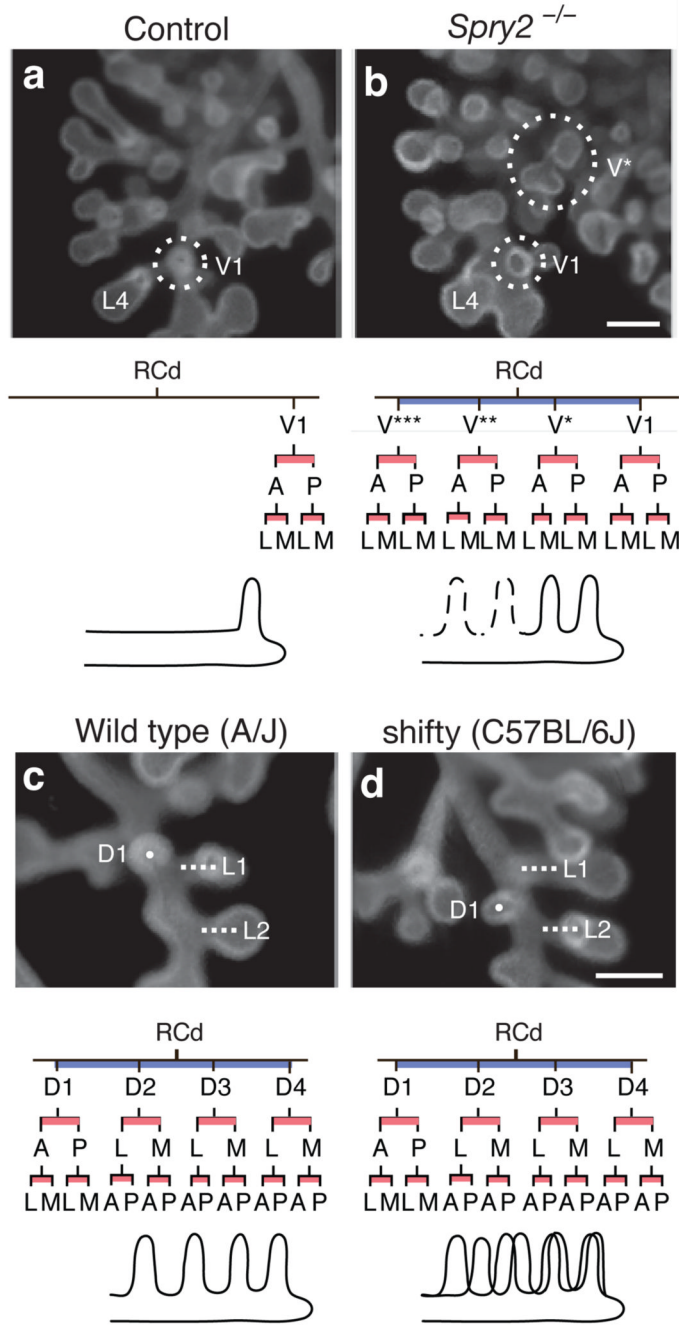 Control
Spry2 −/−
a
b
V*
V1
V1
L4
L4
RCd
RCd
V1
V***
V**
V*
V1
A P
A P A P A P A P
L M L M
L M L M L M L M L M L M L M L M
Wild type (A/J)
shifty (C57BL/6J)
c
d
D1
L1
L2
L1
D1
L2
RCd
RCd
D1 D2 D3 D4
D1 D2 D3 D4
A P L M L M L M
A P L M L M L M
L M L M A P A P A P A P A P A P
L M L M A P A P A P A P A P A P